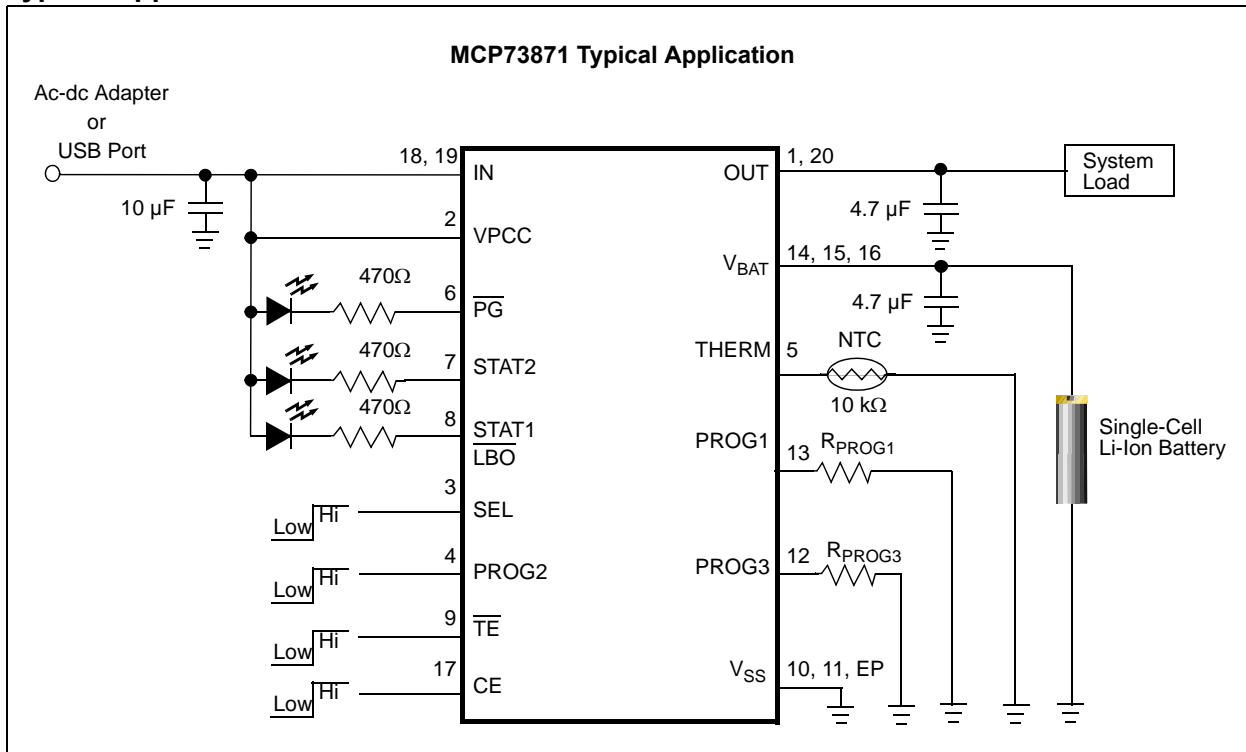 MCP73871 Typical Application
Ac-dc Adapter
or
USB Port
10 µF
18, 19
IN
2
VPCC
470Ω
6
PG
470Ω
7
STAT2
470Ω
8
STAT1
LBO
3
SEL
Low
Hi
4
PROG2
Low
Hi
9
TE
Low
Hi
17
CE
Low
Hi
OUT
1, 20
System
Load
4.7 µF
VBAT
14, 15, 16
4.7 µF
THERM
5
NTC
10 kΩ
PROG1
13
RPROG1
Single-Cell
Li-Ion Battery
PROG3
12
RPROG3
VSS
10, 11, EP